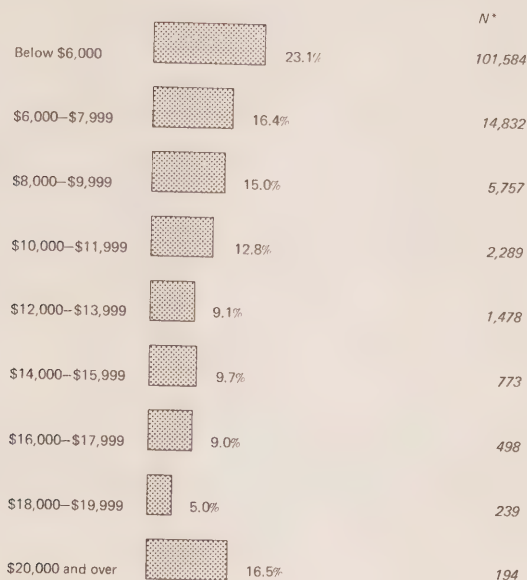 N*
Below $6,000 23.1% 101,584
$6,000–$7,999 16.4% 14,832
$8,000–$9,999 15.0% 5,757
$10,000–$11,999 12.8% 2,289
$12,000–$13,999 9.1% 1,478
$14,000–$15,999 9.7% 773
$16,000–$17,999 9.0% 498
$18,000–$19,999 5.0% 239
$20,000 and over 16.5% 194